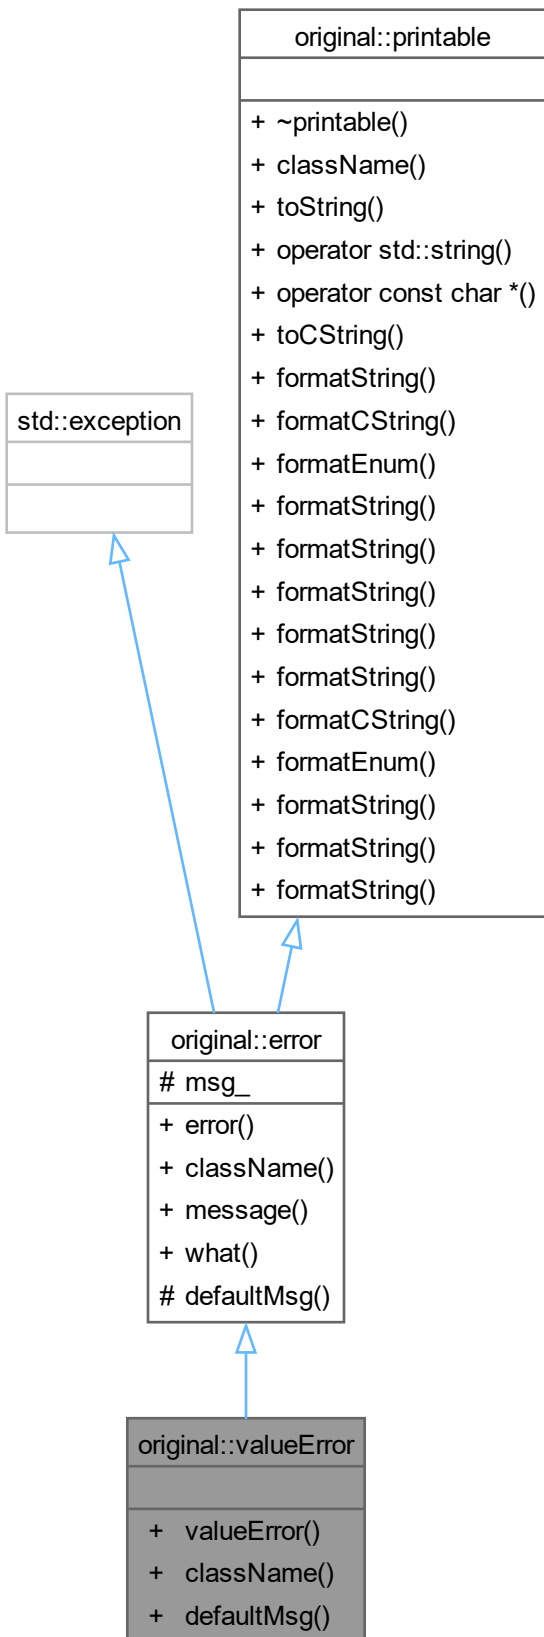 original::printable
+ ~printable()
+ className()
+ toString()
+ operator std::string()
+ operator const char *()
+ toCString()
+ formatString()
+ formatCString()
+ formatEnum()
+ formatString()
+ formatString()
+ formatString()
+ formatString()
+ formatString()
+ formatCString()
+ formatEnum()
+ formatString()
+ formatString()
+ formatString()
std::exception
original::error
# msg_
+ error()
+ className()
+ message()
+ what()
# defaultMsg()
original::valueError
+ valueError()
+ className()
+ defaultMsg()